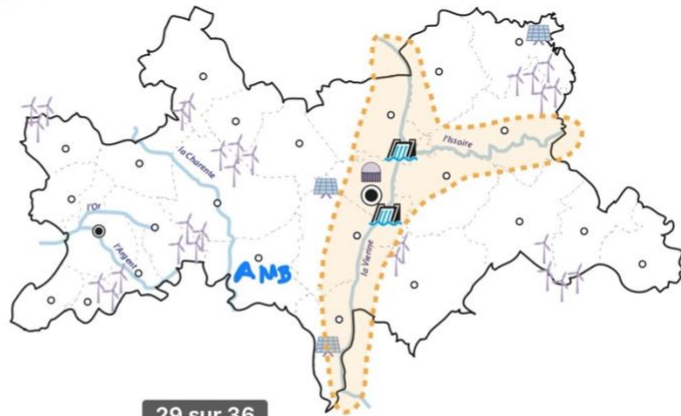 l'Issoire
la Charente
l'Or
l'Argent
la Vienne
AMB
29 sur 36